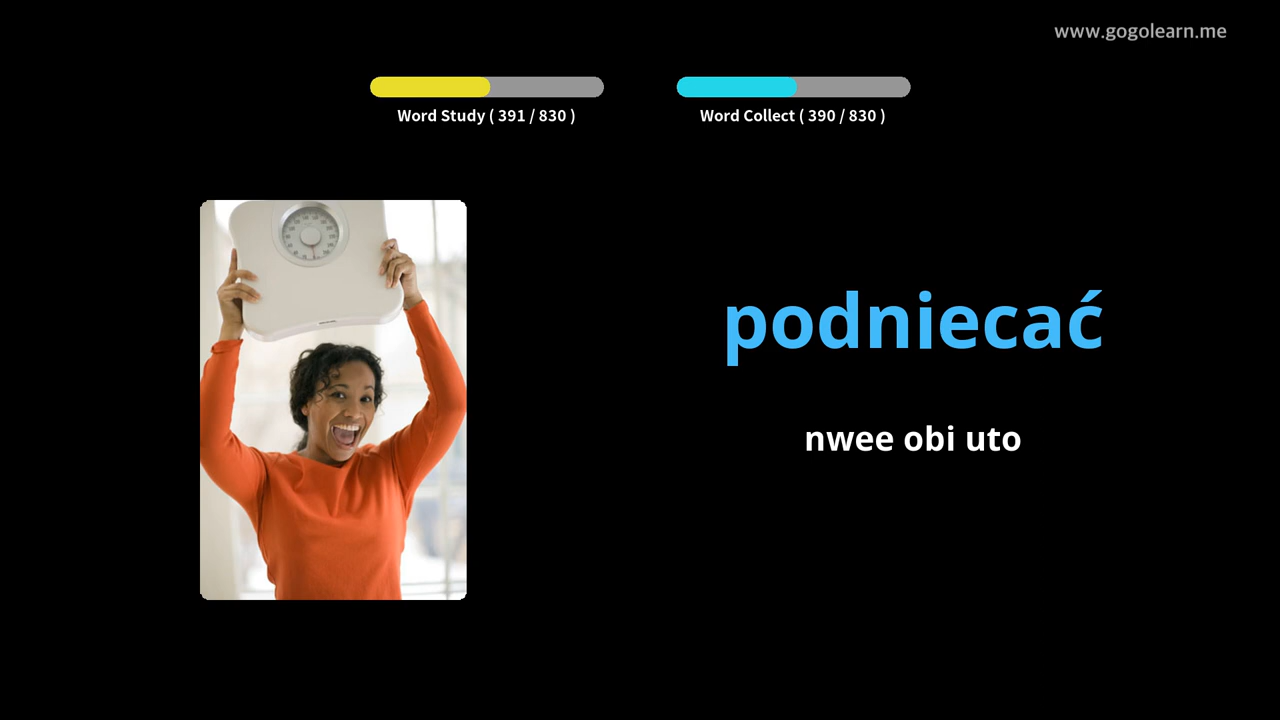 www.gogolearn.me
Word Study ( 391 / 830 )
Word Collect ( 390 / 830 )
podniecać
nwee obi uto